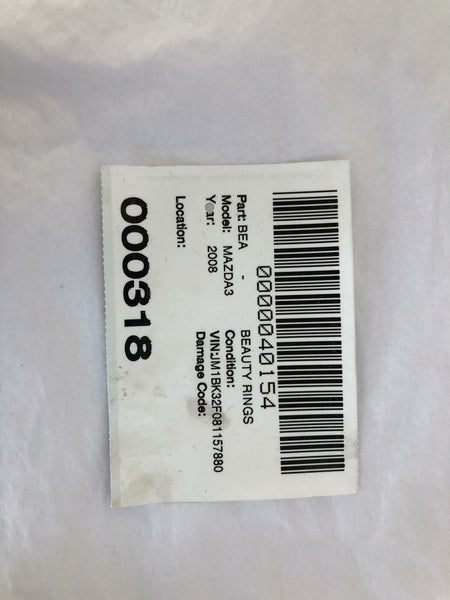 0000040154
Part: BEA - BEAUTY RINGS
Model: MAZDA3 Condition:
Year: 2008 VIN:JM1BK32F081157880
Damage Code:
Location:
000318